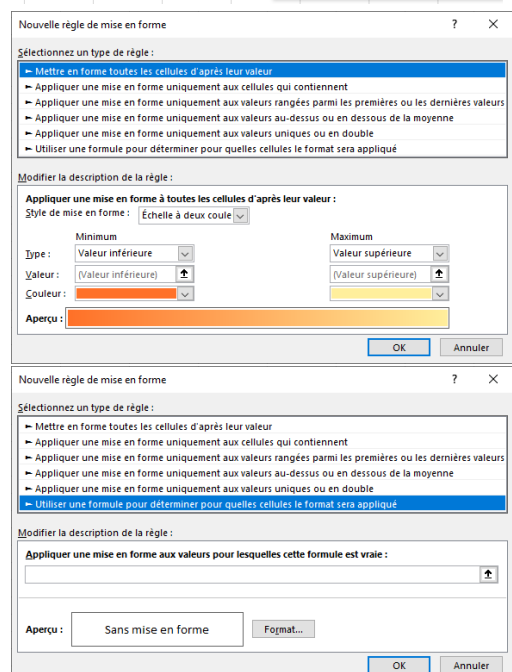 Nouvelle règle de mise en forme ? ×
Sélectionnez un type de règle :
► Mettre en forme toutes les cellules d'après leur valeur
► Appliquer une mise en forme uniquement aux cellules qui contiennent
► Appliquer une mise en forme uniquement aux valeurs rangées parmi les premières ou les dernières valeurs
► Appliquer une mise en forme uniquement aux valeurs au-dessus ou en dessous de la moyenne
► Appliquer une mise en forme uniquement aux valeurs uniques ou en double
► Utiliser une formule pour déterminer pour quelles cellules le format sera appliqué
Modifier la description de la règle :
Appliquer une mise en forme à toutes les cellules d'après leur valeur :
Style de mise en forme : Échelle à deux coule
Minimum Maximum
Type : Valeur inférieure Valeur supérieure
Valeur : (Valeur inférieure) (Valeur supérieure)
Couleur :
Aperçu :
OK Annuler
Nouvelle règle de mise en forme ? ×
Sélectionnez un type de règle :
► Mettre en forme toutes les cellules d'après leur valeur
► Appliquer une mise en forme uniquement aux cellules qui contiennent
► Appliquer une mise en forme uniquement aux valeurs rangées parmi les premières ou les dernières valeurs
► Appliquer une mise en forme uniquement aux valeurs au-dessus ou en dessous de la moyenne
► Appliquer une mise en forme uniquement aux valeurs uniques ou en double
► Utiliser une formule pour déterminer pour quelles cellules le format sera appliqué
Modifier la description de la règle :
Appliquer une mise en forme aux valeurs pour lesquelles cette formule est vraie :
Aperçu : Sans mise en forme Format...
OK Annuler